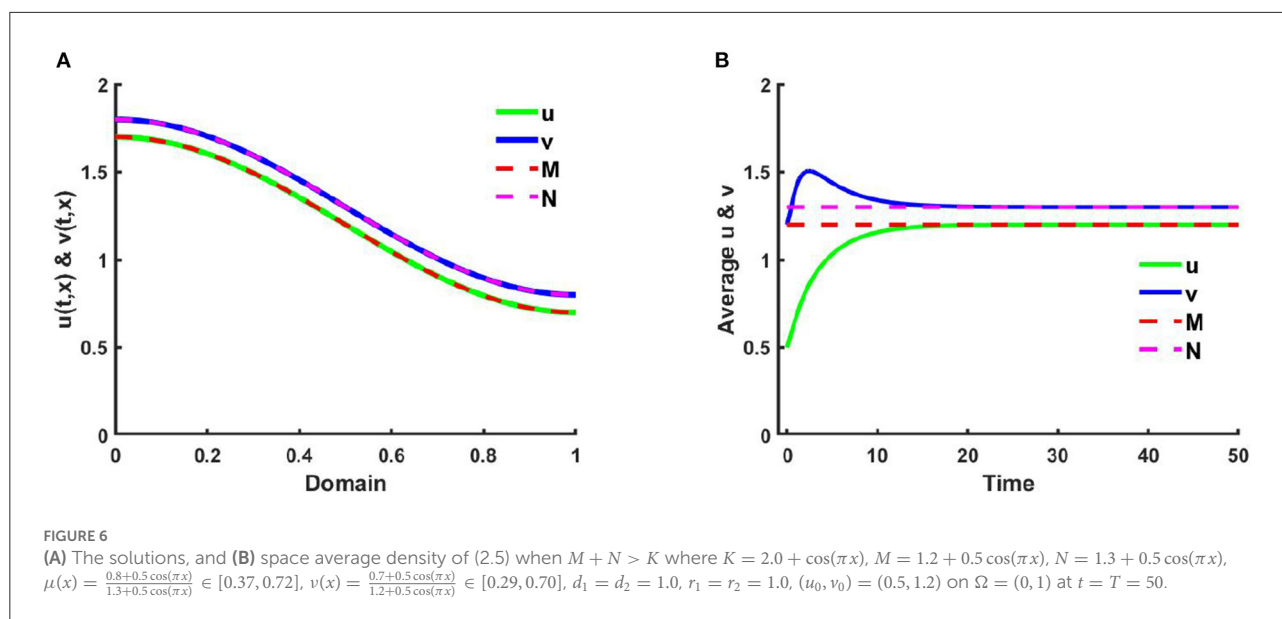 A
2
1.5
1
0.5
0
u(t,x) & v(t,x)
0 0.2 0.4 0.6 0.8 1
Domain
u
v
M
N
B
2
1.5
1
0.5
0
Average u & v
0 10 20 30 40 50
Time
u
v
M
N
FIGURE 6
(A) The solutions, and (B) space average density of (2.5) when M + N > K where K = 2.0 + cos(πx), M = 1.2 + 0.5 cos(πx), N = 1.3 + 0.5 cos(πx),
μ(x) = \frac{0.8+0.5 cos(πx)}{1.3+0.5 cos(πx)} ∈ [0.37, 0.72], ν(x) = \frac{0.7+0.5 cos(πx)}{1.2+0.5 cos(πx)} ∈ [0.29, 0.70], d₁ = d₂ = 1.0, r₁ = r₂ = 1.0, (u₀, v₀) = (0.5, 1.2) on Ω = (0, 1) at t = T = 50.